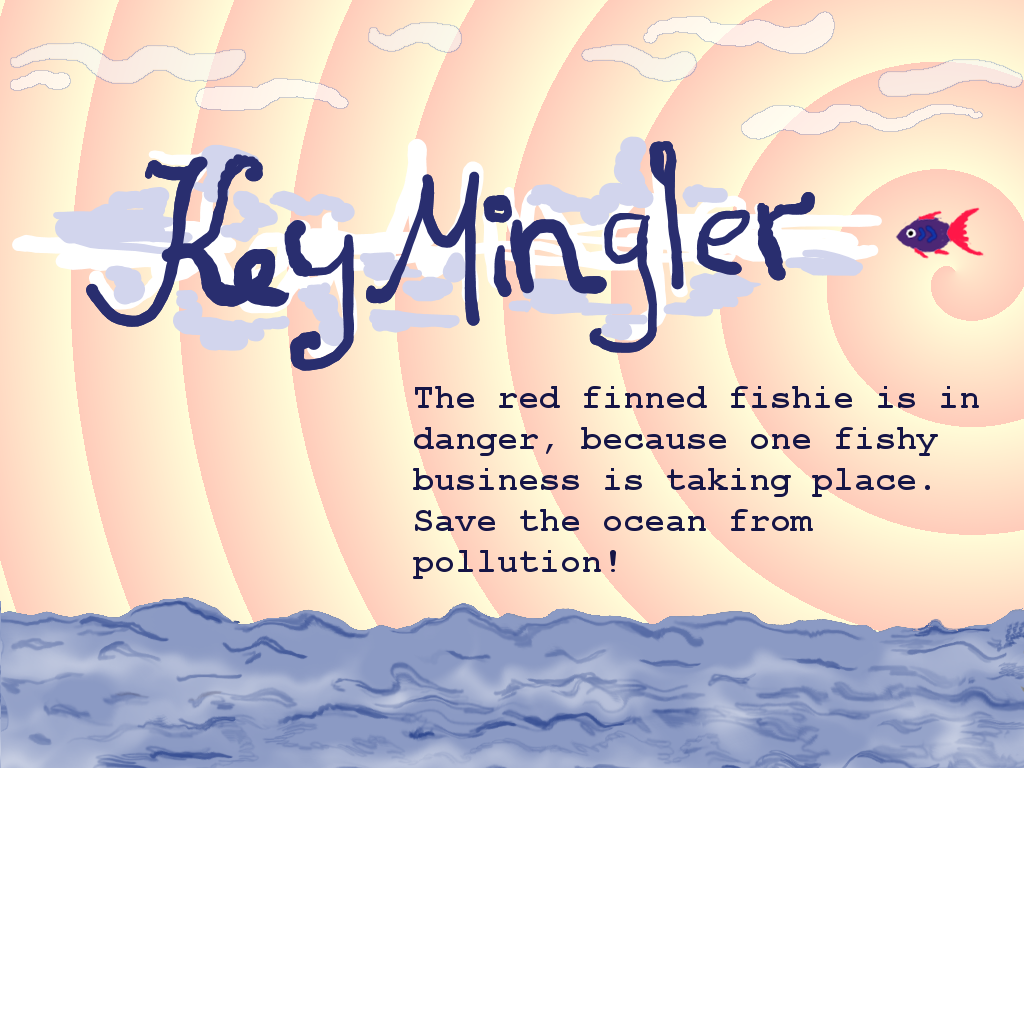 Key Mingler
The red finned fishie is in
danger, because one fishy
business is taking place.
Save the ocean from
pollution!